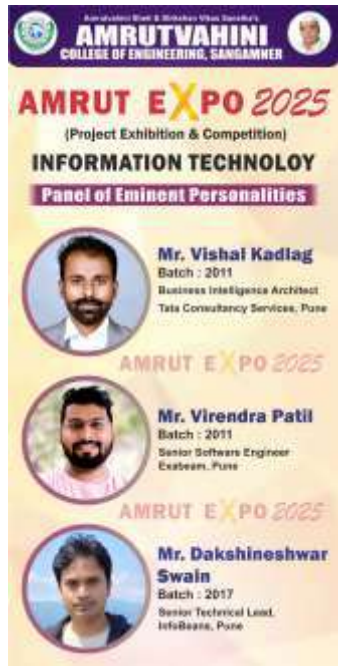 Amrutvahini Sheti & Shikshan Vikas Sanstha's
AMRUTVAHINI
COLLEGE OF ENGINEERING, SANGAMNER
AMRUT EXPO 2025
(Project Exhibition & Competition)
INFORMATION TECHNOLOY
Panel of Eminent Personalities
Mr. Vishal Kadlag
Batch : 2011
Business Intelligence Architect
Tata Consultancy Services, Pune
AMRUT EXPO 2025
Mr. Virendra Patil
Batch : 2011
Senior Software Engineer
Exabeam, Pune
AMRUT EXPO 2025
Mr. Dakshineshwar
Swain
Batch : 2017
Senior Technical Lead,
InfoBeans, Pune